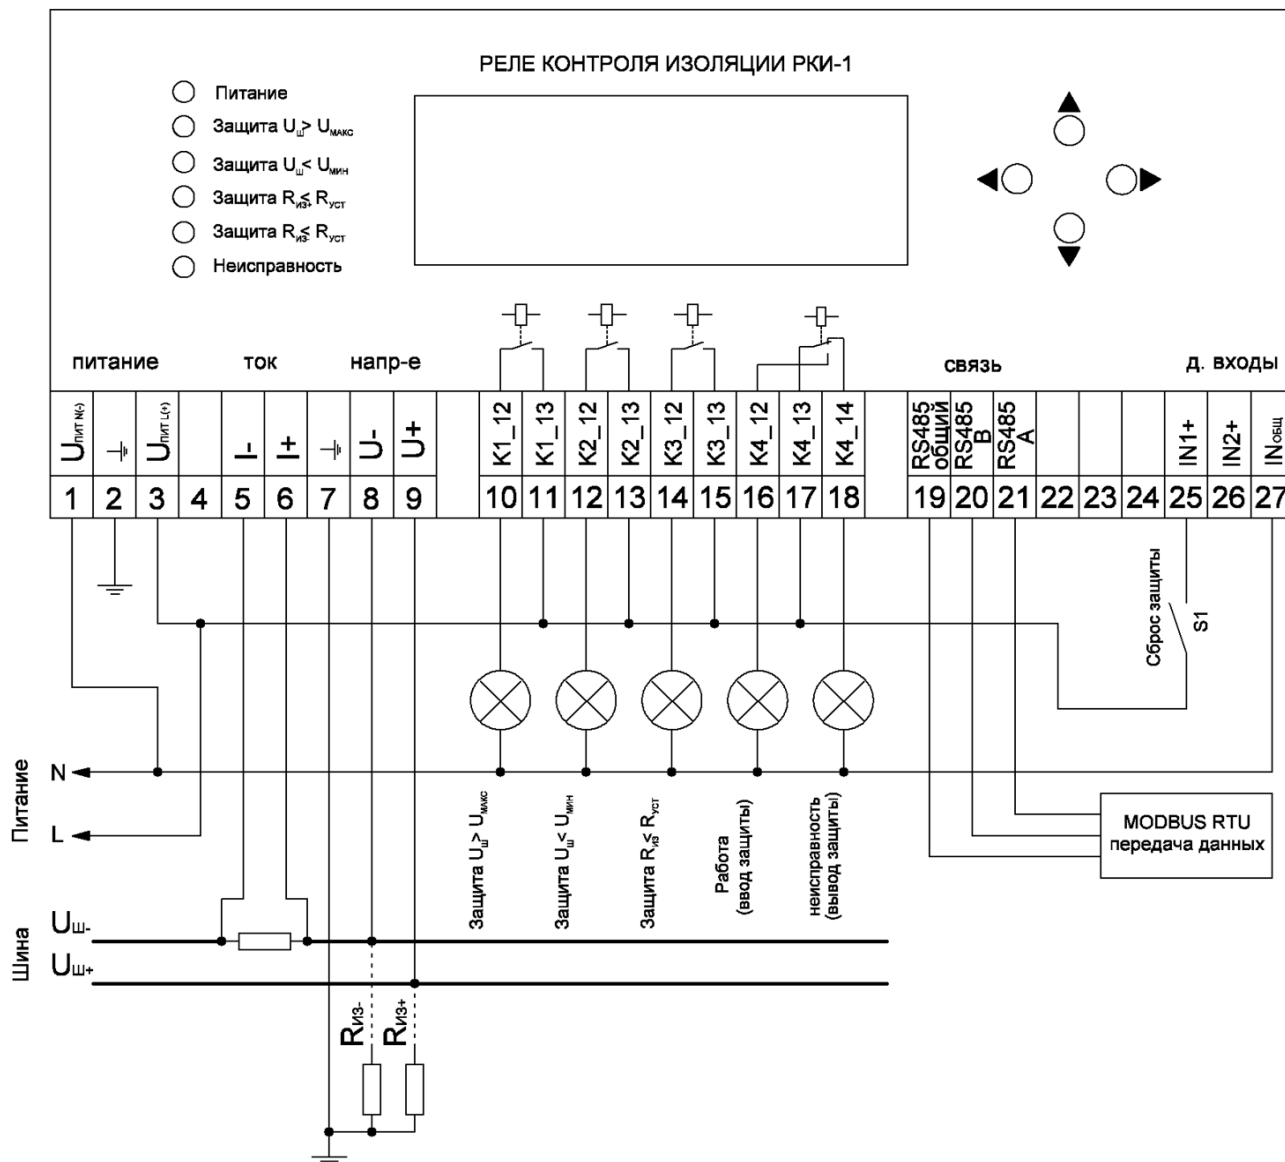 РЕЛЕ КОНТРОЛЯ ИЗОЛЯЦИИ РКИ-1
Питание
Защита Uш> Uмакс
Защита Uш< Uмин
Защита Rиз+≤ Rуст
Защита Rиз-≤ Rуст
Неисправность
питание
ток
напр-е
связь
д. входы
Uпит N(-)
Uпит L(+)
I-
I+
U-
U+
K1_12
K1_13
K2_12
K2_13
K3_12
K3_13
K4_12
K4_13
K4_14
RS485 общий
RS485 B
RS485 A
IN1+
IN2+
INобщ
1 2 3 4 5 6 7 8 9 10 11 12 13 14 15 16 17 18 19 20 21 22 23 24 25 26 27
Сброс защиты
S1
Питание
N
L
Защита Uш> Uмакс
Защита Uш< Uмин
Защита Rиз≤ Rуст
Работа
(ввод защиты)
неисправность
(вывод защиты)
MODBUS RTU
передача данных
Шина
Uш-
Uш+
Rиз-
Rиз+